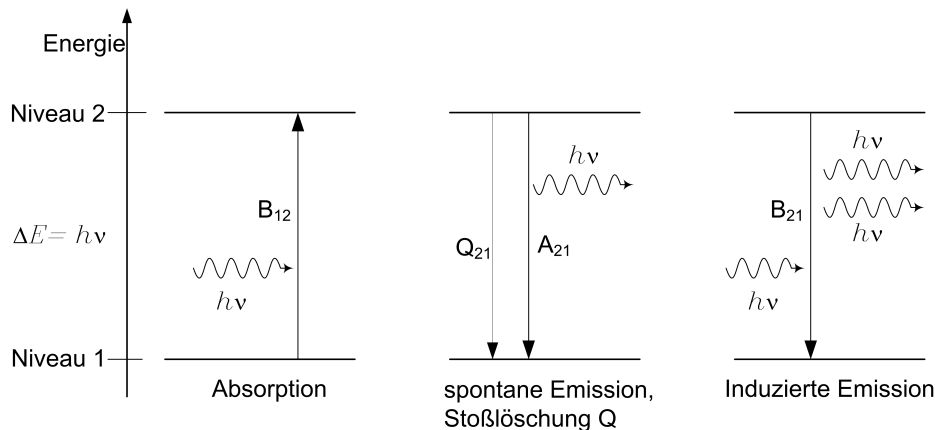 Energie
Niveau 2
ΔE = hν
Niveau 1
B₁₂
hν
Absorption
Q₂₁
A₂₁
hν
spontane Emission,
Stoßlöschung Q
B₂₁
hν
hν
hν
Induzierte Emission